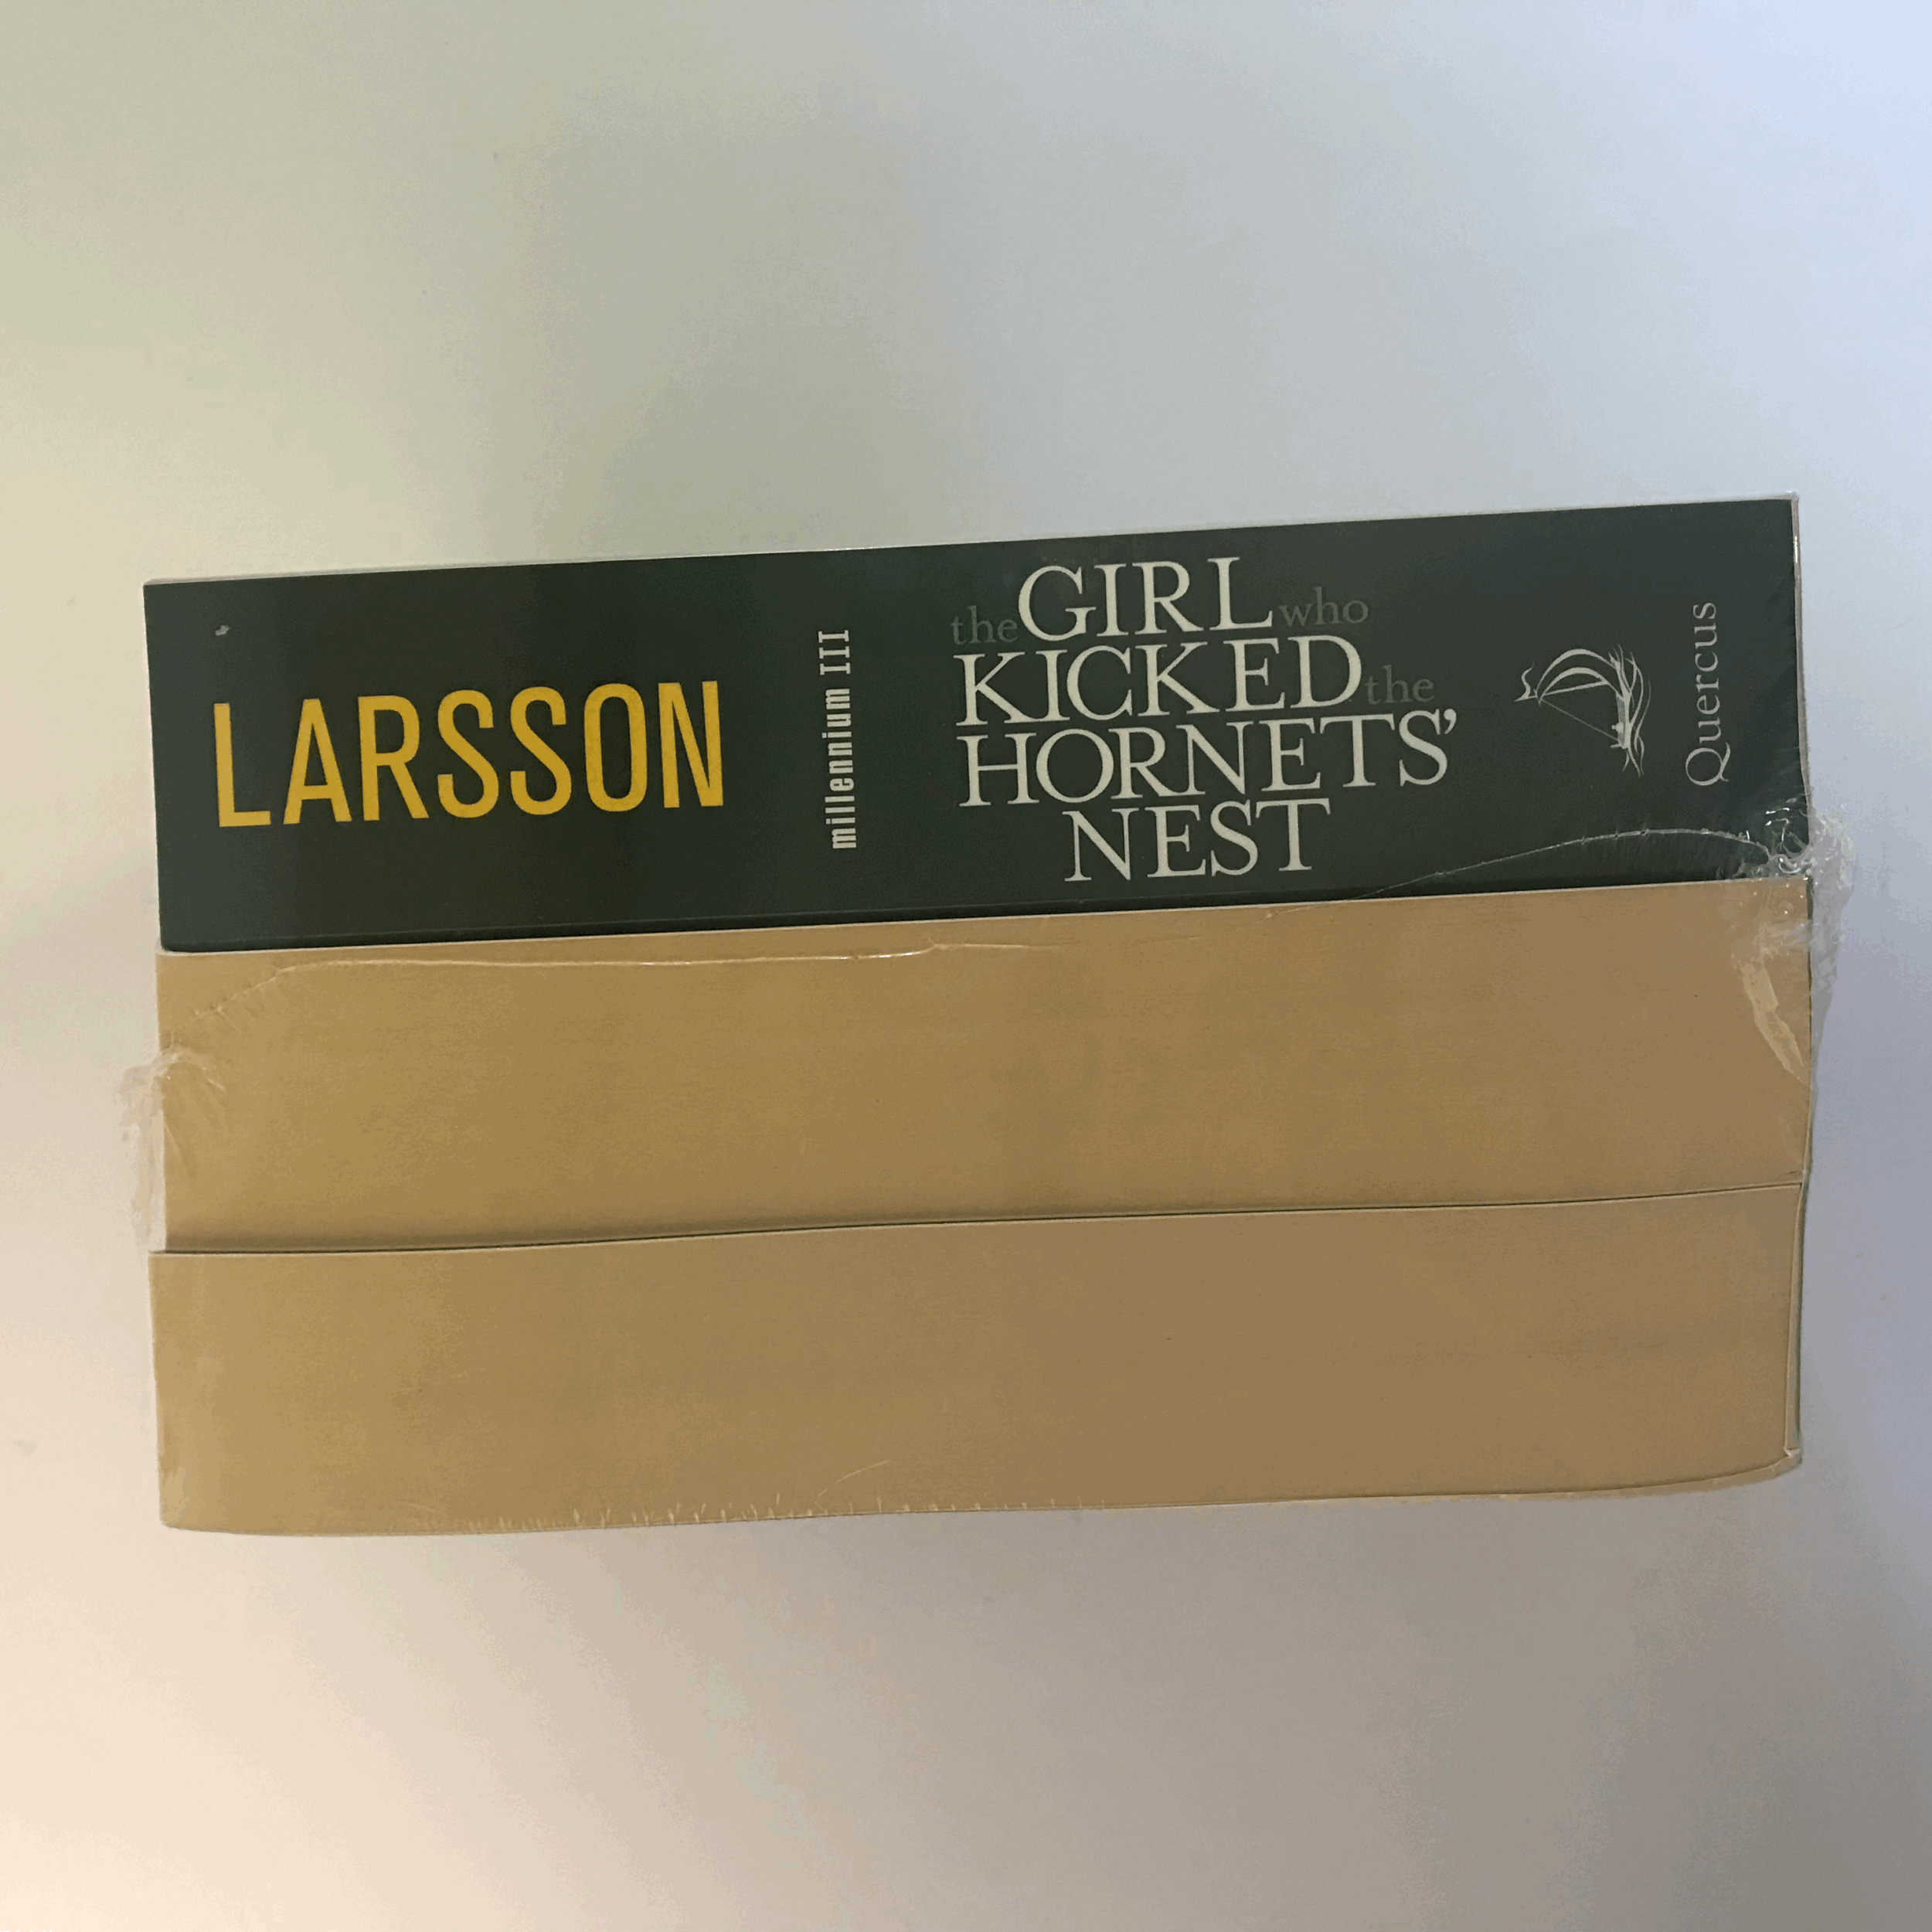 LARSSON
millennium III
the GIRL who
KICKED the
HORNETS'
NEST
Quercus